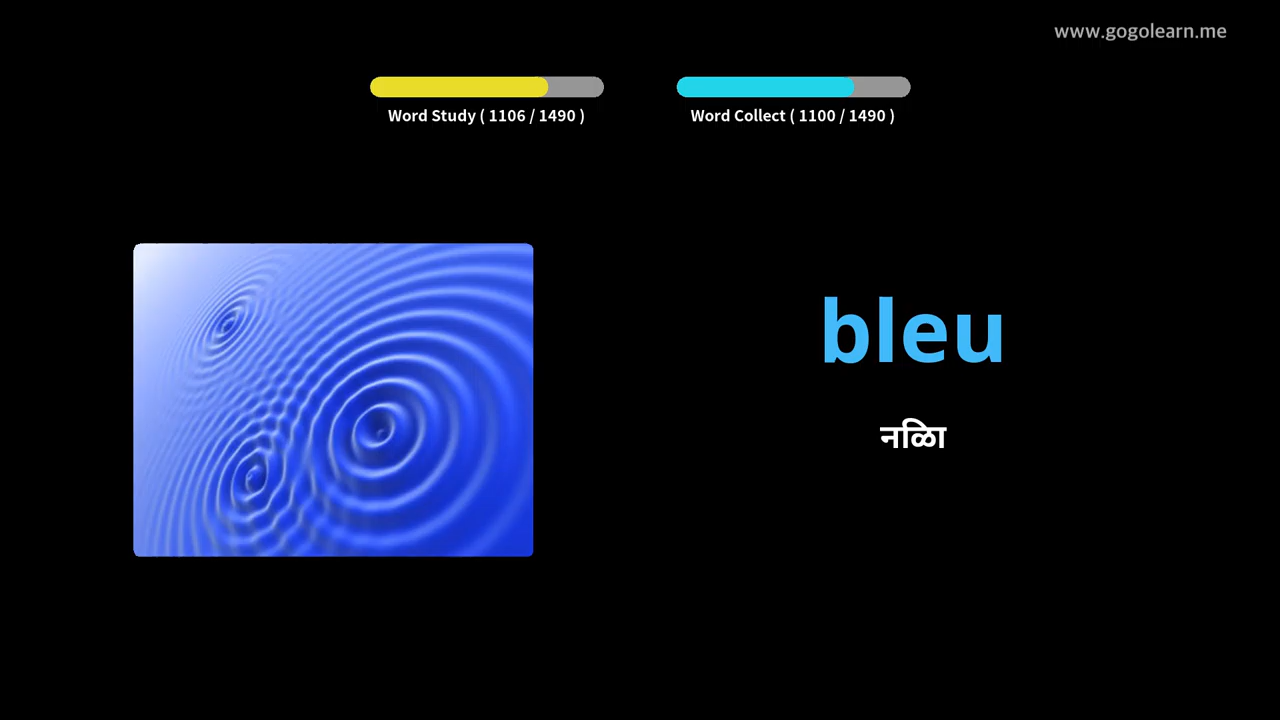 www.gogolearn.me
Word Study ( 1106 / 1490 )
Word Collect ( 1100 / 1490 )
bleu
नळिा